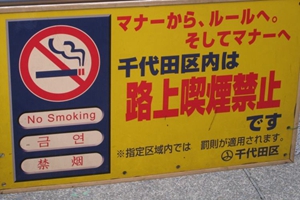 マナーから、ルールへ。
そしてマナーへ
千代田区内は
路上喫煙禁止
です
※指定区域内では 罰則が適用されます。
千代田区
No Smoking
금연
禁烟